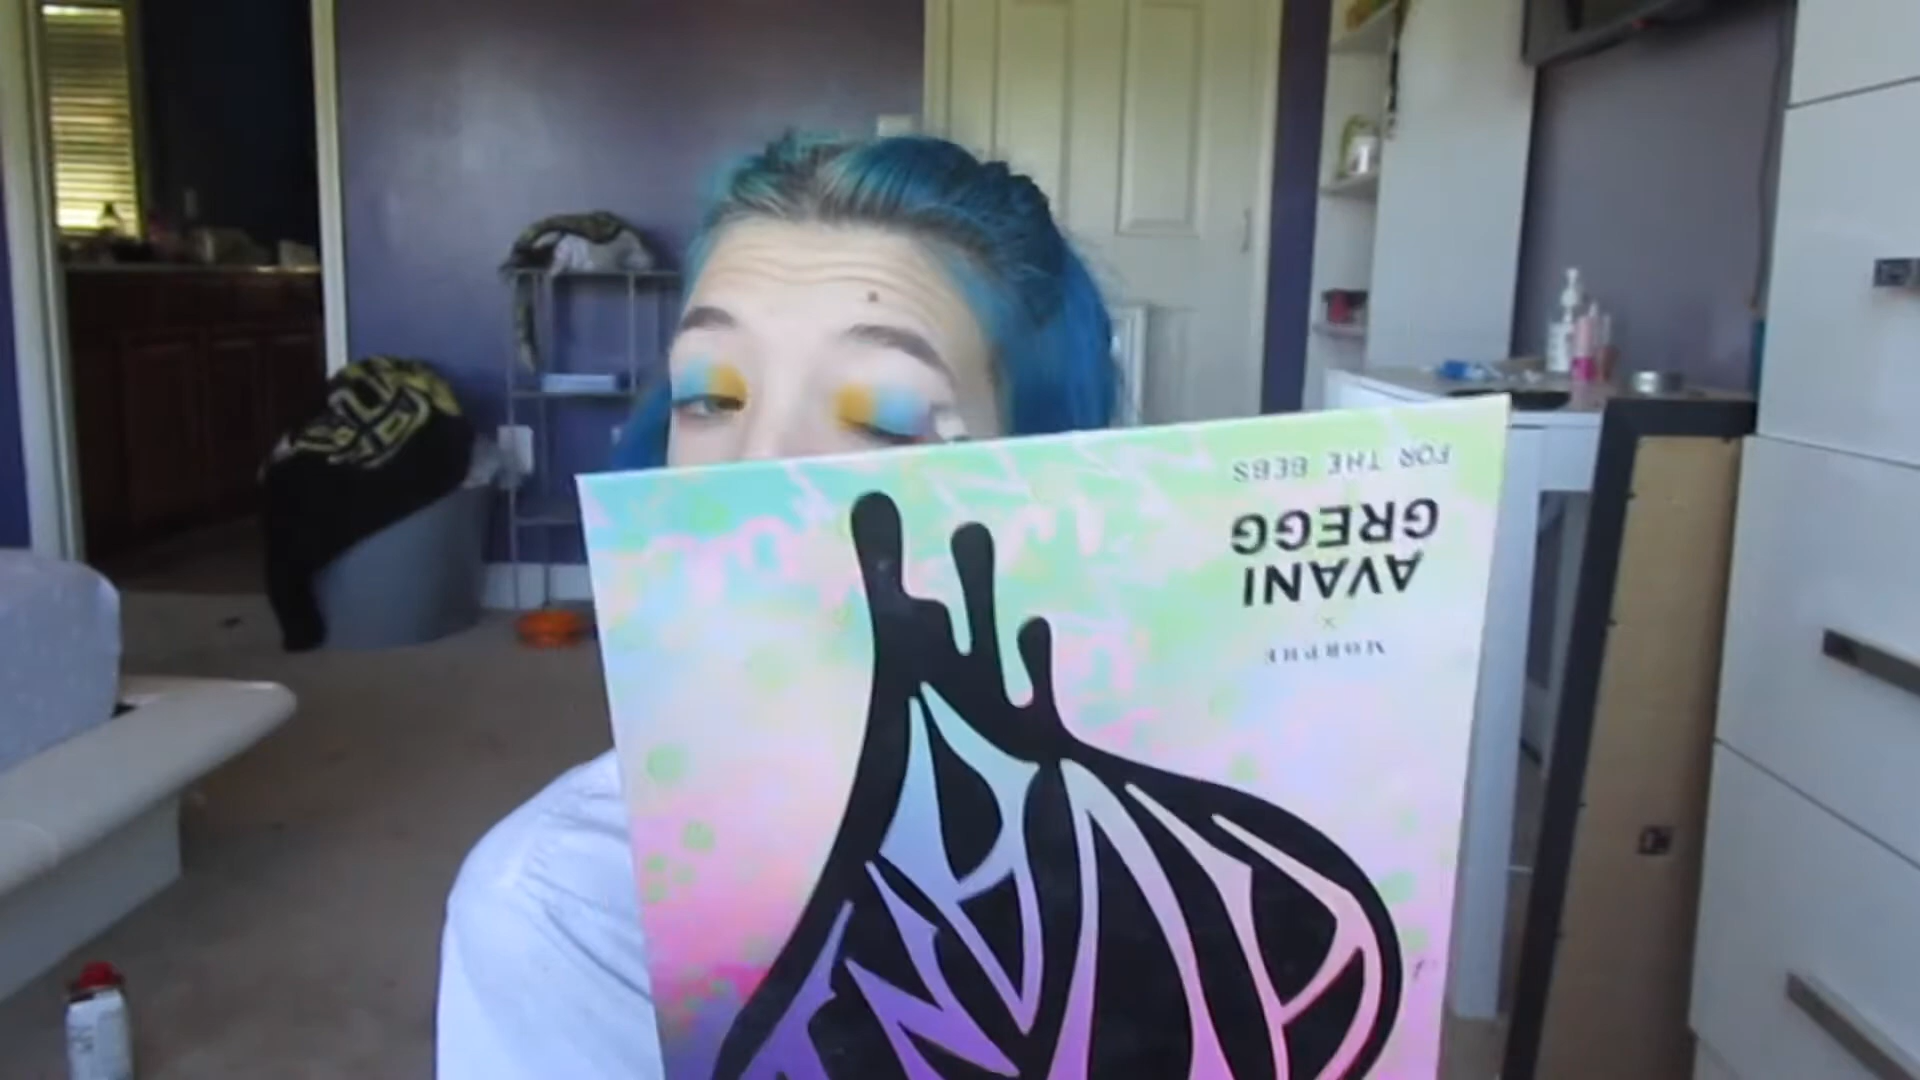 MORPHE
×
AVANI
GREGG
FOR THE BEBS